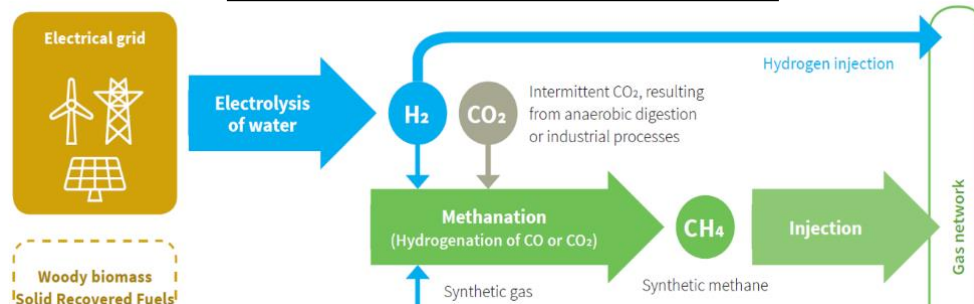 Electrical grid
Electrolysis
of water
H₂
CO₂
Intermittent CO₂, resulting
from anaerobic digestion
or industrial processes
Hydrogen injection
Methanation
(Hydrogenation of CO or CO₂)
CH₄
Synthetic methane
Injection
Gas network
Woody biomass
Solid Recovered Fuels
Synthetic gas